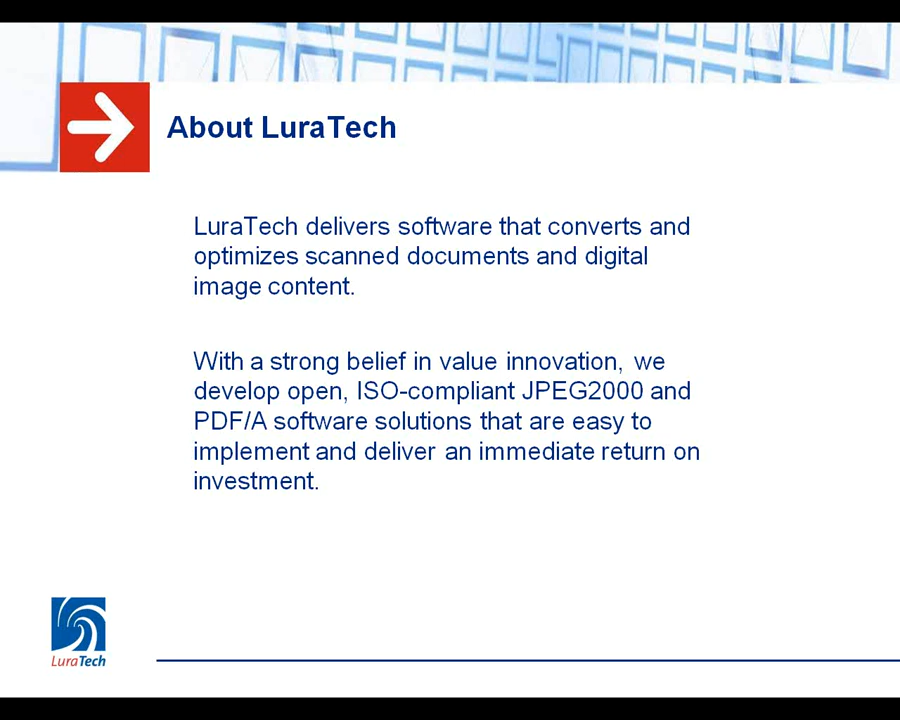 About LuraTech
LuraTech delivers software that converts and
optimizes scanned documents and digital
image content.
With a strong belief in value innovation, we
develop open, ISO-compliant JPEG2000 and
PDF/A software solutions that are easy to
implement and deliver an immediate return on
investment.
LuraTech